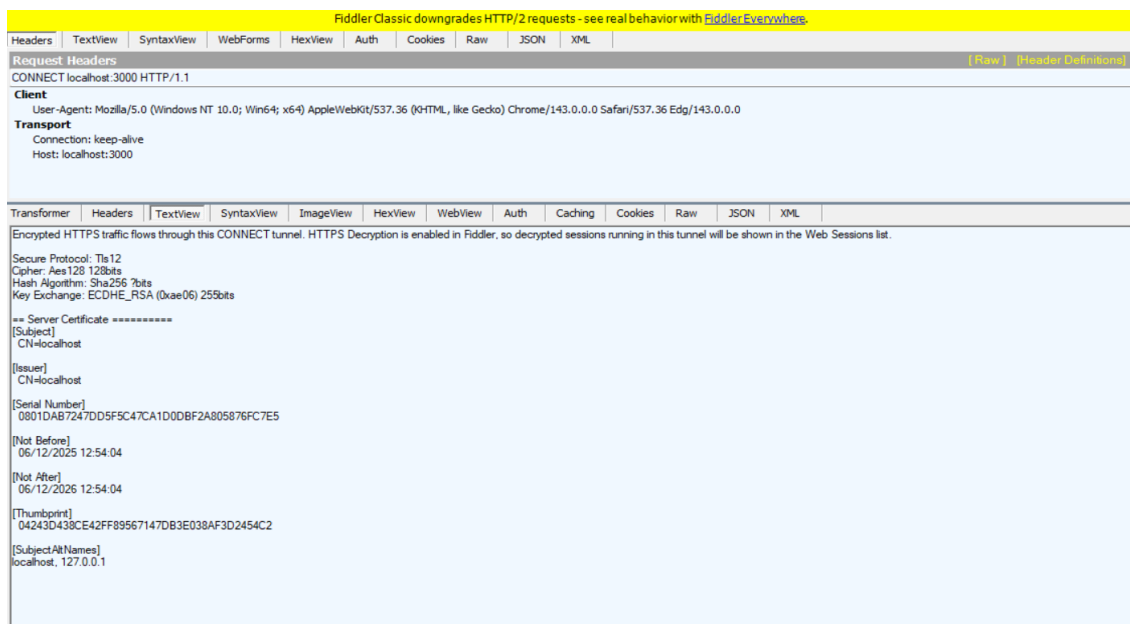 Fiddler Classic downgrades HTTP/2 requests - see real behavior with Fiddler Everywhere.
Headers TextView SyntaxView WebForms HexView Auth Cookies Raw JSON XML
Request Headers [ Raw ] [Header Definitions]
CONNECT localhost:3000 HTTP/1.1
Client
User-Agent: Mozilla/5.0 (Windows NT 10.0; Win64; x64) AppleWebKit/537.36 (KHTML, like Gecko) Chrome/143.0.0.0 Safari/537.36 Edg/143.0.0.0
Transport
Connection: keep-alive
Host: localhost:3000
Transformer Headers TextView SyntaxView ImageView HexView WebView Auth Caching Cookies Raw JSON XML
Encrypted HTTPS traffic flows through this CONNECT tunnel. HTTPS Decryption is enabled in Fiddler, so decrypted sessions running in this tunnel will be shown in the Web Sessions list.
Secure Protocol: Tls12
Cipher: Aes128 128bits
Hash Algorithm: Sha256 ?bits
Key Exchange: ECDHE_RSA (0xae06) 255bits
== Server Certificate ==========
[Subject]
CN=localhost
[Issuer]
CN=localhost
[Serial Number]
0801DAB7247DD5F5C47CA1D0DBF2A805876FC7E5
[Not Before]
06/12/2025 12:54:04
[Not After]
06/12/2026 12:54:04
[Thumbprint]
04243D438CE42FF89567147DB3E038AF3D2454C2
[SubjectAltNames]
localhost, 127.0.0.1